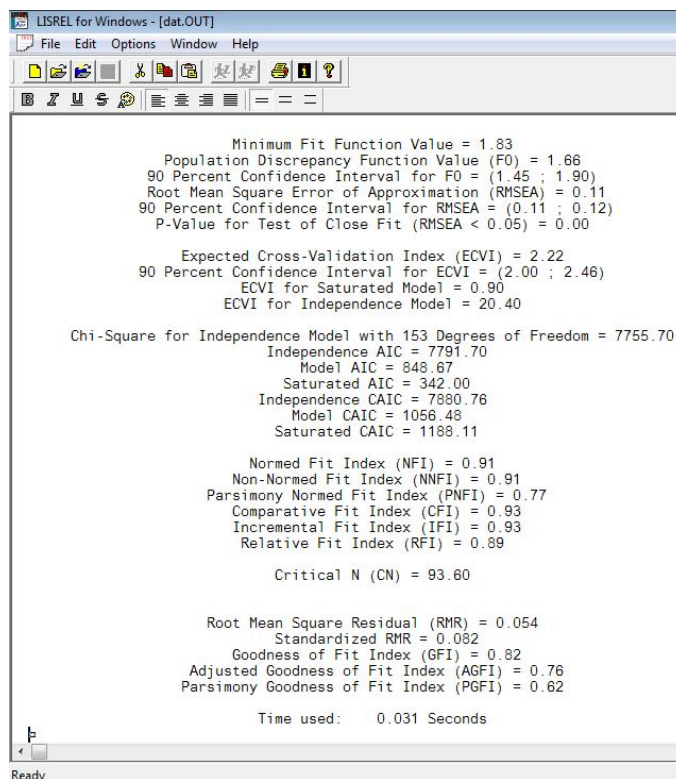 LISREL for Windows - [dat.OUT]
File Edit Options Window Help
B I U S
Minimum Fit Function Value = 1.83
Population Discrepancy Function Value (F0) = 1.66
90 Percent Confidence Interval for F0 = (1.45 ; 1.90)
Root Mean Square Error of Approximation (RMSEA) = 0.11
90 Percent Confidence Interval for RMSEA = (0.11 ; 0.12)
P-Value for Test of Close Fit (RMSEA < 0.05) = 0.00
Expected Cross-Validation Index (ECVI) = 2.22
90 Percent Confidence Interval for ECVI = (2.00 ; 2.46)
ECVI for Saturated Model = 0.90
ECVI for Independence Model = 20.40
Chi-Square for Independence Model with 153 Degrees of Freedom = 7755.70
Independence AIC = 7791.70
Model AIC = 848.67
Saturated AIC = 342.00
Independence CAIC = 7880.76
Model CAIC = 1056.48
Saturated CAIC = 1188.11
Normed Fit Index (NFI) = 0.91
Non-Normed Fit Index (NNFI) = 0.91
Parsimony Normed Fit Index (PNFI) = 0.77
Comparative Fit Index (CFI) = 0.93
Incremental Fit Index (IFI) = 0.93
Relative Fit Index (RFI) = 0.89
Critical N (CN) = 93.60
Root Mean Square Residual (RMR) = 0.054
Standardized RMR = 0.082
Goodness of Fit Index (GFI) = 0.82
Adjusted Goodness of Fit Index (AGFI) = 0.76
Parsimony Goodness of Fit Index (PGFI) = 0.62
Time used: 0.031 Seconds
Ready